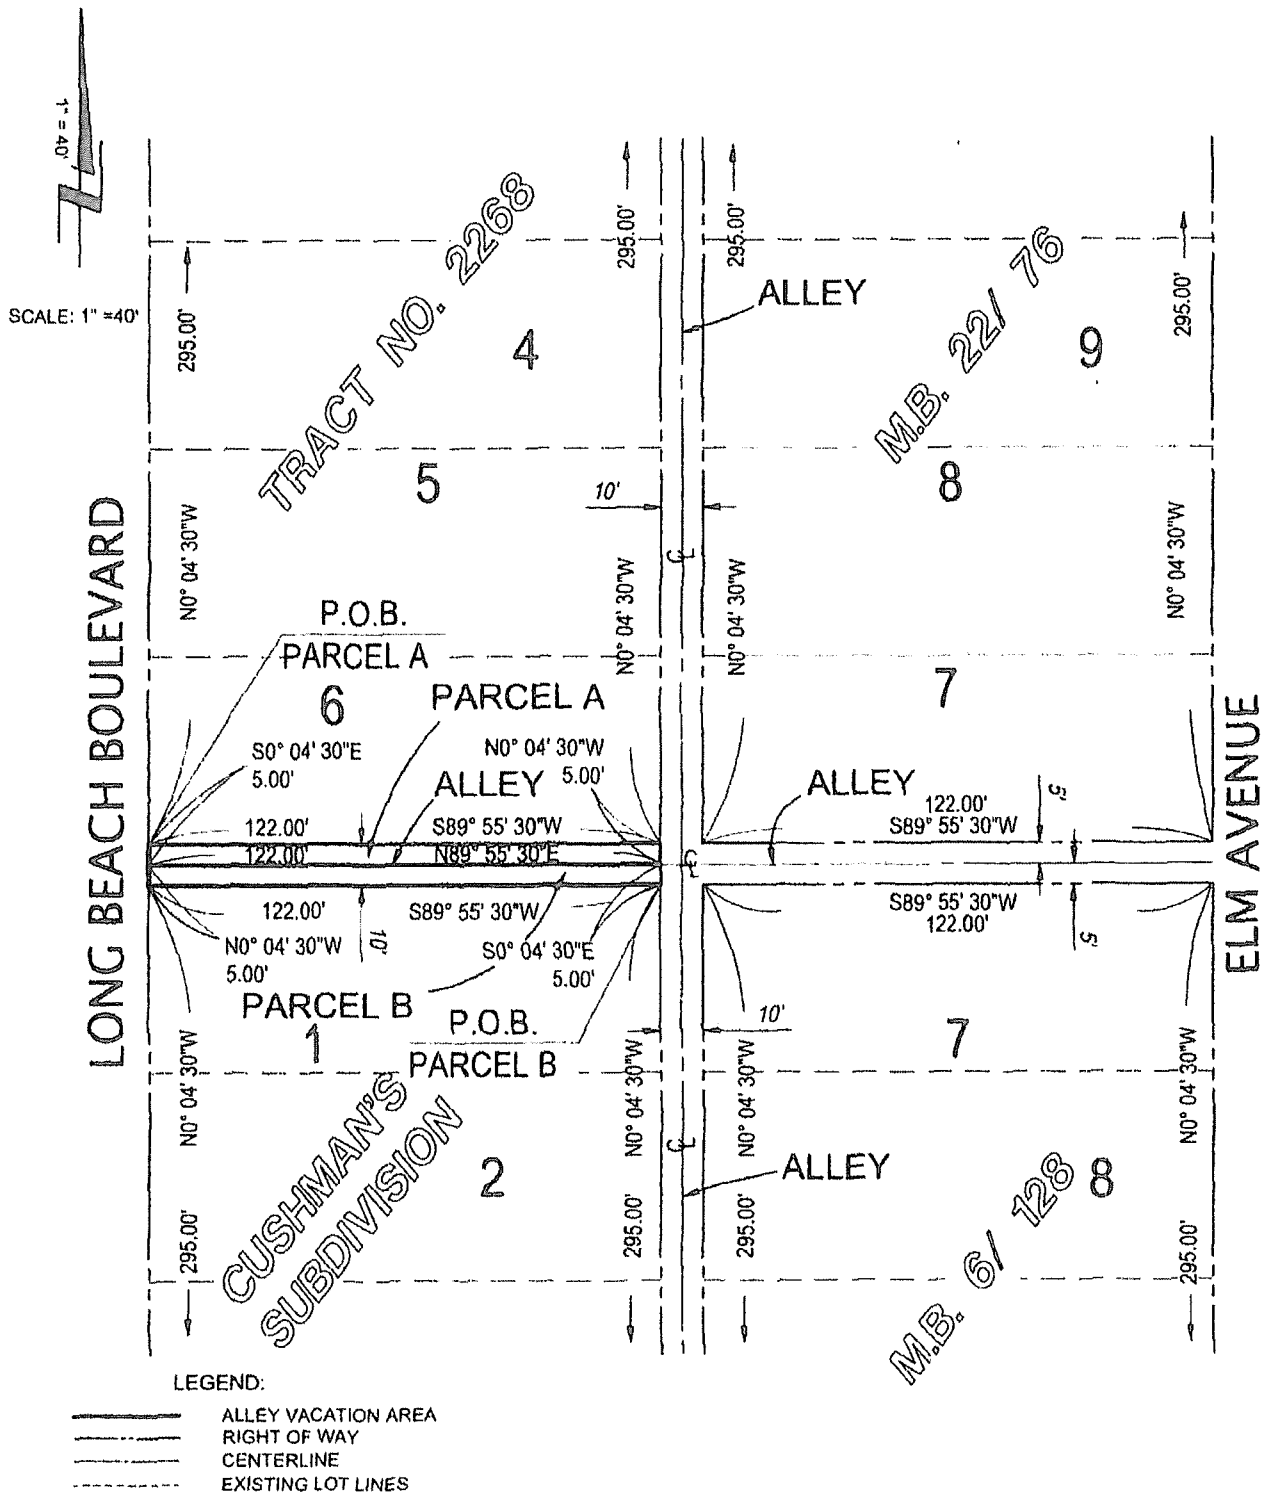 1" = 40'
SCALE: 1" =40'
295.00'
295.00'
295.00'
295.00'
TRACT NO. 2268
M.B. 22/ 76
ALLEY
4
9
5
8
10'
LONG BEACH BOULEVARD
N0° 04' 30"W
N0° 04' 30"W
N0° 04' 30"W
N0° 04' 30"W
P.O.B.
PARCEL A
6
PARCEL A
7
S0° 04' 30"E
5.00'
N0° 04' 30"W
5.00'
ALLEY
ALLEY
ELM AVENUE
122.00'
S89° 55' 30"W
122.00'
N89° 55' 30"E
122.00'
S89° 55' 30"W
5'
122.00'
S89° 55' 30"W
S89° 55' 30"W
122.00'
5'
10'
N0° 04' 30"W
5.00'
S0° 04' 30"E
5.00'
PARCEL B
1
P.O.B.
PARCEL B
10'
7
N0° 04' 30"W
N0° 04' 30"W
N0° 04' 30"W
N0° 04' 30"W
CUSHMAN'S
SUBDIVISION
2
ALLEY
8
M.B. 6/ 128
295.00'
295.00'
295.00'
295.00'
LEGEND:
ALLEY VACATION AREA
RIGHT OF WAY
CENTERLINE
EXISTING LOT LINES